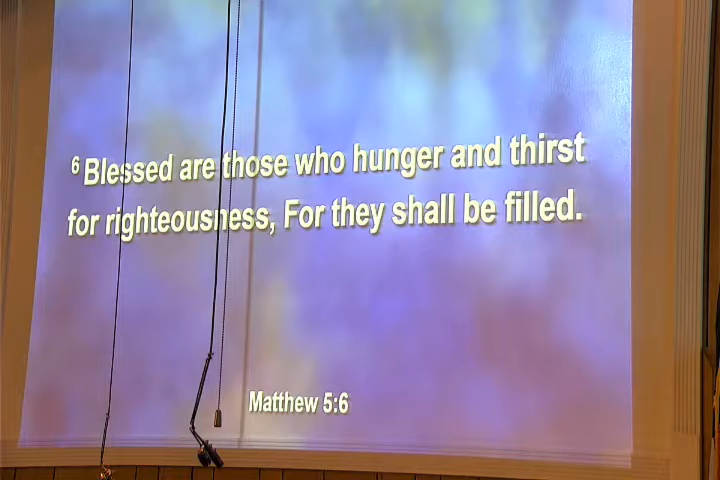 6 Blessed are those who hunger and thirst
for righteousness, For they shall be filled.
Matthew 5:6